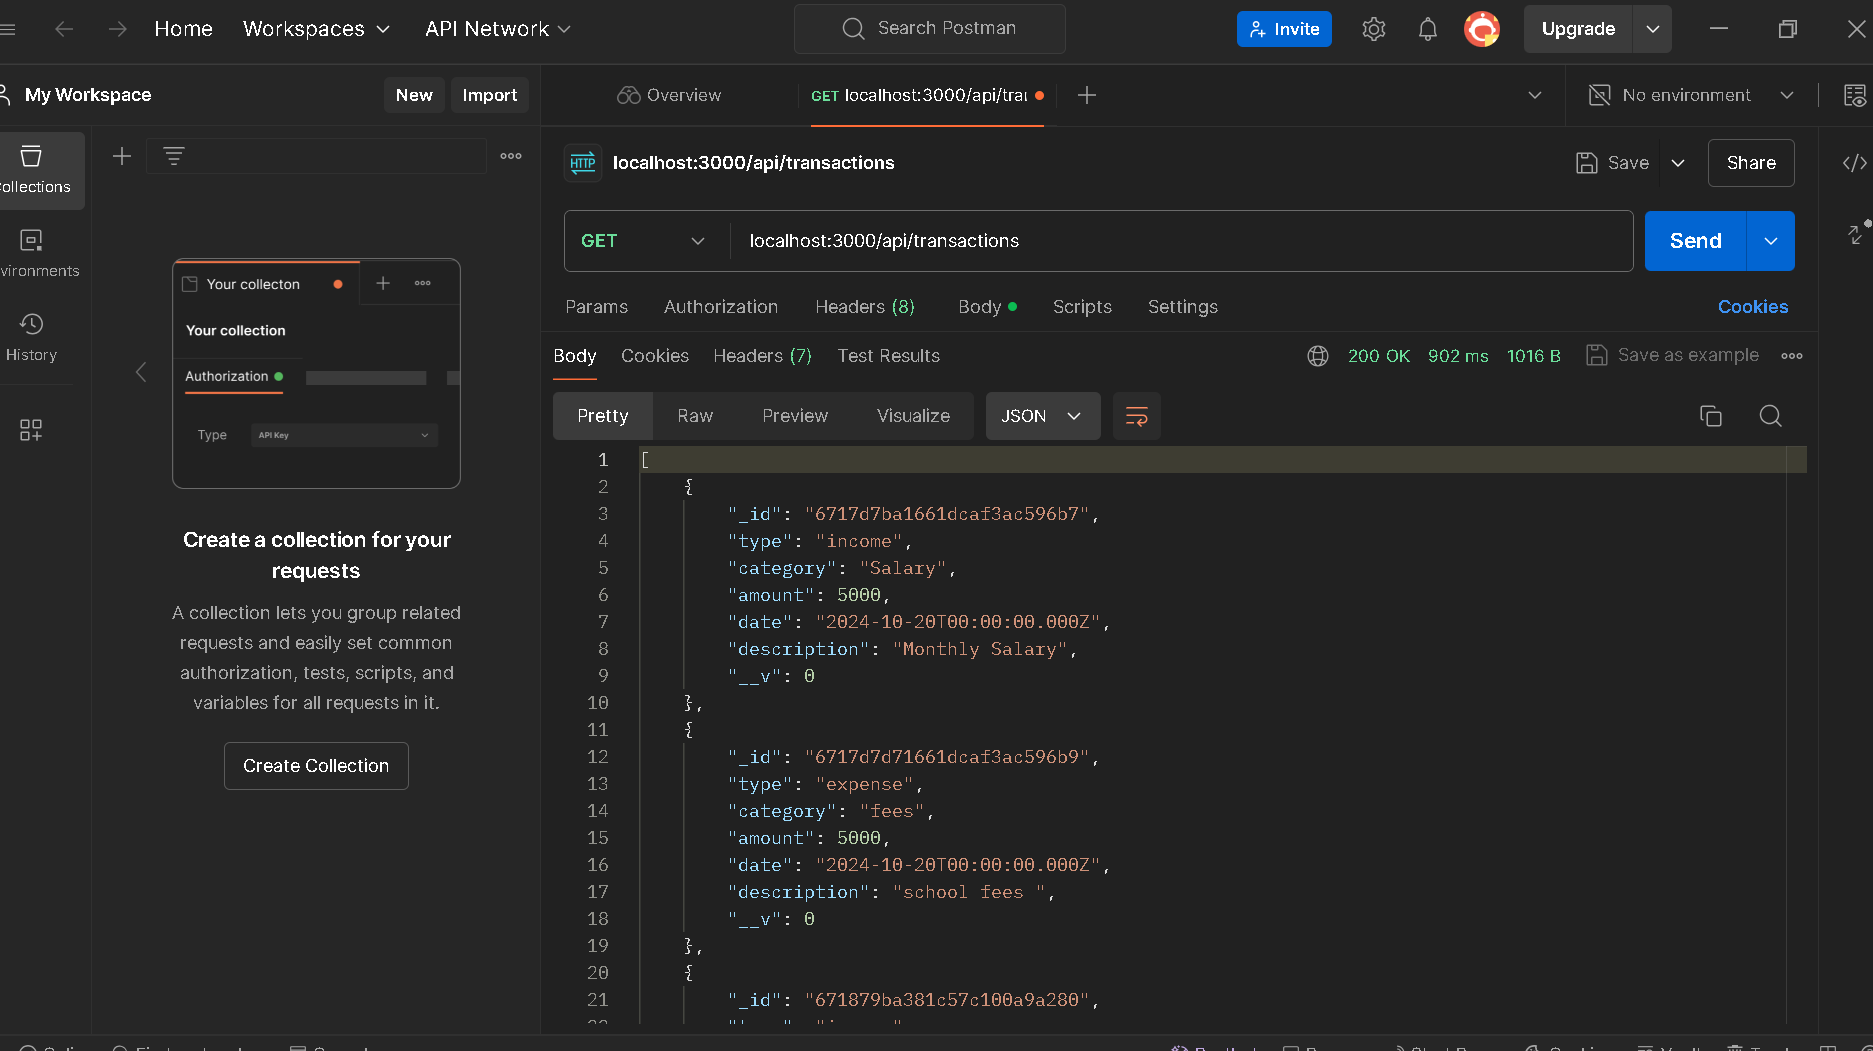 Home Workspaces API Network Search Postman Invite Upgrade
My Workspace New Import Overview GET localhost:3000/api/trai No environment
localhost:3000/api/transactions Save Share
ollections
vironments
History
Your collecton
Your collection
Authorization
Type API Key
Create a collection for your
requests
A collection lets you group related
requests and easily set common
authorization, tests, scripts, and
variables for all requests in it.
Create Collection
GET localhost:3000/api/transactions Send
Params Authorization Headers (8) Body Scripts Settings Cookies
Body Cookies Headers (7) Test Results 200 OK 902 ms 1016 B Save as example
Pretty Raw Preview Visualize JSON
1 [
2 {
3 "_id": "6717d7ba1661dcaf3ac596b7",
4 "type": "income",
5 "category": "Salary",
6 "amount": 5000,
7 "date": "2024-10-20T00:00:00.000Z",
8 "description": "Monthly Salary",
9 "__v": 0
10 },
11 {
12 "_id": "6717d7d71661dcaf3ac596b9",
13 "type": "expense",
14 "category": "fees",
15 "amount": 5000,
16 "date": "2024-10-20T00:00:00.000Z",
17 "description": "school fees ",
18 "__v": 0
19 },
20 {
21 "_id": "671879ba381c57c100a9a280",